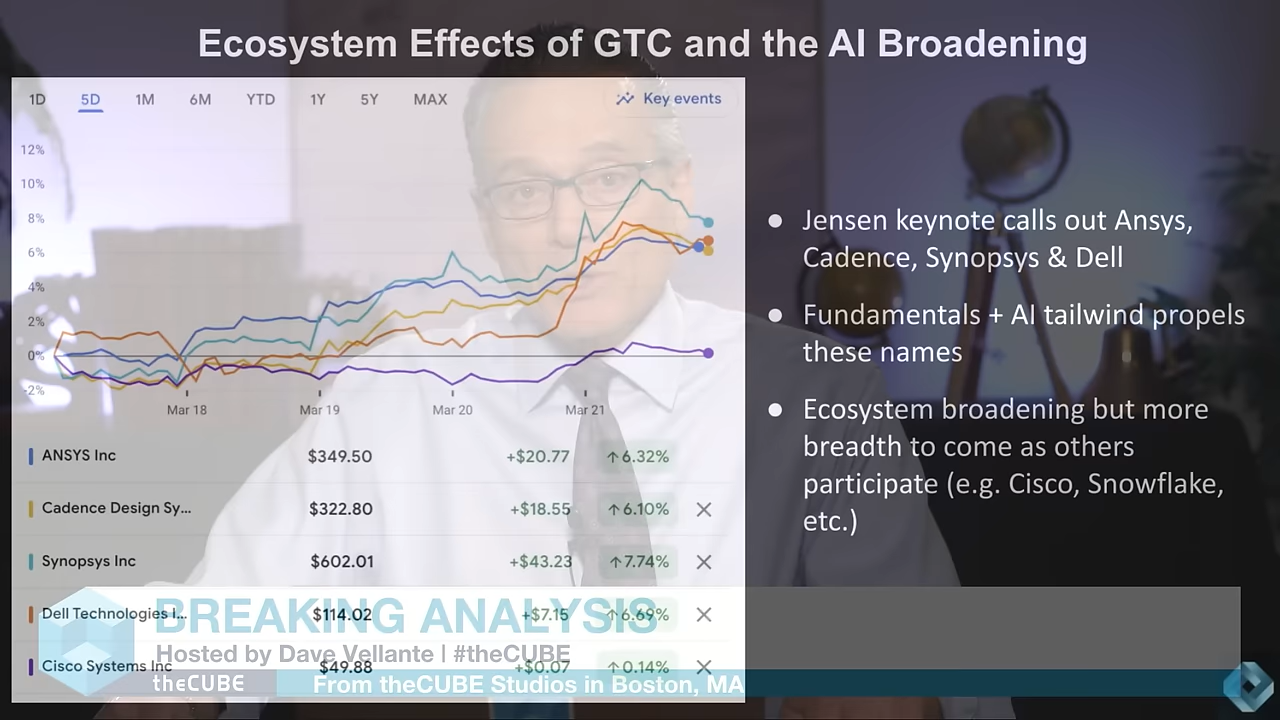 Ecosystem Effects of GTC and the AI Broadening
1D 5D 1M 6M YTD 1Y 5Y MAX Key events
12%
10%
8%
6%
4%
2%
0%
-2%
Mar 18 Mar 19 Mar 20 Mar 21
ANSYS Inc $349.50 +$20.77 ↑6.32%
Cadence Design Sy... $322.80 +$18.55 ↑6.10% ×
Synopsys Inc $602.01 +$43.23 ↑7.74% ×
Dell Technologies I... $114.02 +$7.15 ↑6.69% ×
Cisco Systems Inc $49.88 +$0.07 ↑0.14% ×
● Jensen keynote calls out Ansys,
Cadence, Synopsys & Dell
● Fundamentals + AI tailwind propels
these names
● Ecosystem broadening but more
breadth to come as others
participate (e.g. Cisco, Snowflake,
etc.)
BREAKING ANALYSIS
Hosted by Dave Vellante | #theCUBE
theCUBE From theCUBE Studios in Boston, MA